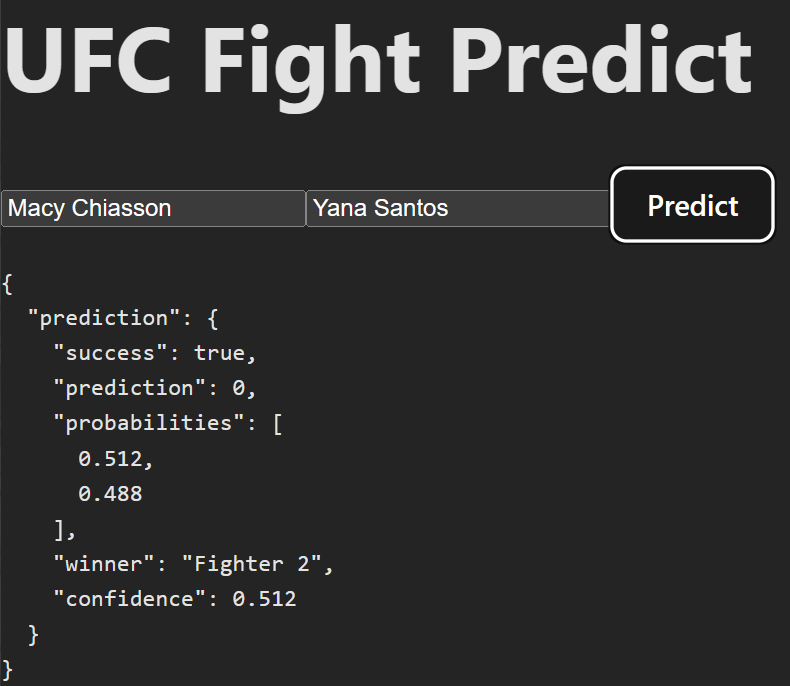 UFC Fight Predict
Macy Chiasson Yana Santos Predict
{
  "prediction": {
    "success": true,
    "prediction": 0,
    "probabilities": [
      0.512,
      0.488
    ],
    "winner": "Fighter 2",
    "confidence": 0.512
  }
}